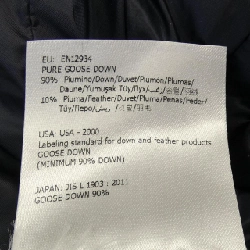 EU: EN12934
PURE GOOSE DOWN
90% Piumino/Down/Duvet/Plumon/Plumas/
Daune/Yumuşak Tüy/
10% Piuma/Feather/Duvet/Plume/Penas/Feder/
Tüy/Перо/
USA: USA - 2000
Labeling standard for down and feather products
GOOSE DOWN
(MINIMUM 90% DOWN)
JAPAN: JIS L 1903 : 2011
GOOSE DOWN 90%